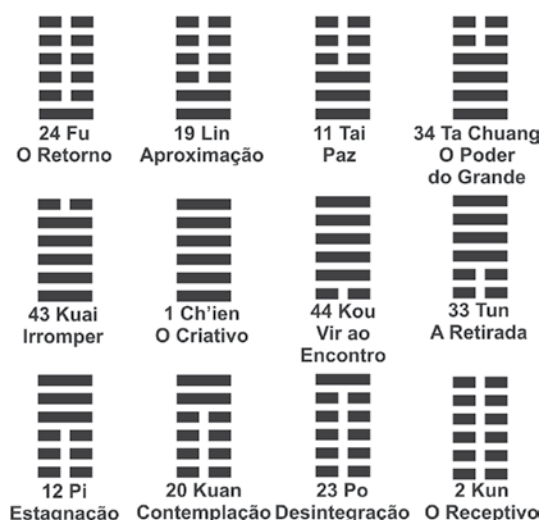 24 Fu
O Retorno
19 Lin
Aproximação
11 Tai
Paz
34 Ta Chuang
O Poder
do Grande
43 Kuai
Irromper
1 Ch'ien
O Criativo
44 Kou
Vir ao
Encontro
33 Tun
A Retirada
12 Pi
Estagnação
20 Kuan
Contemplação
23 Po
Desintegração
2 Kun
O Receptivo